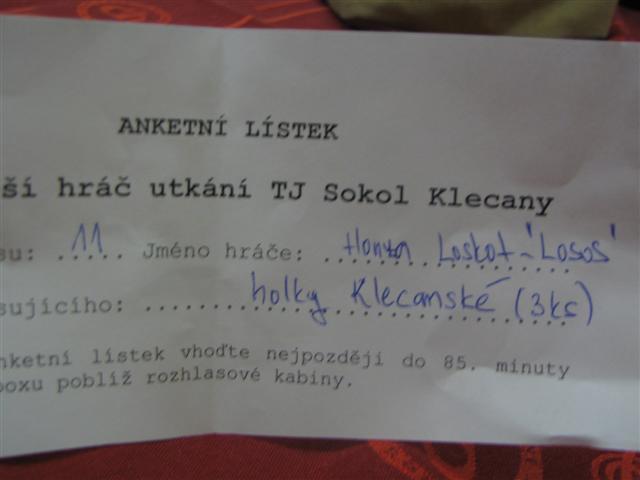 ANKETNÍ LÍSTEK
ší hráč utkání TJ Sokol Klecany
su: 11 Jméno hráče: Honza Loskot - 'Losos'
sujícího: holky Klecanské (3ks)
nketní lístek vhoďte nejpozději do 85. minuty
boxu poblíž rozhlasové kabiny.